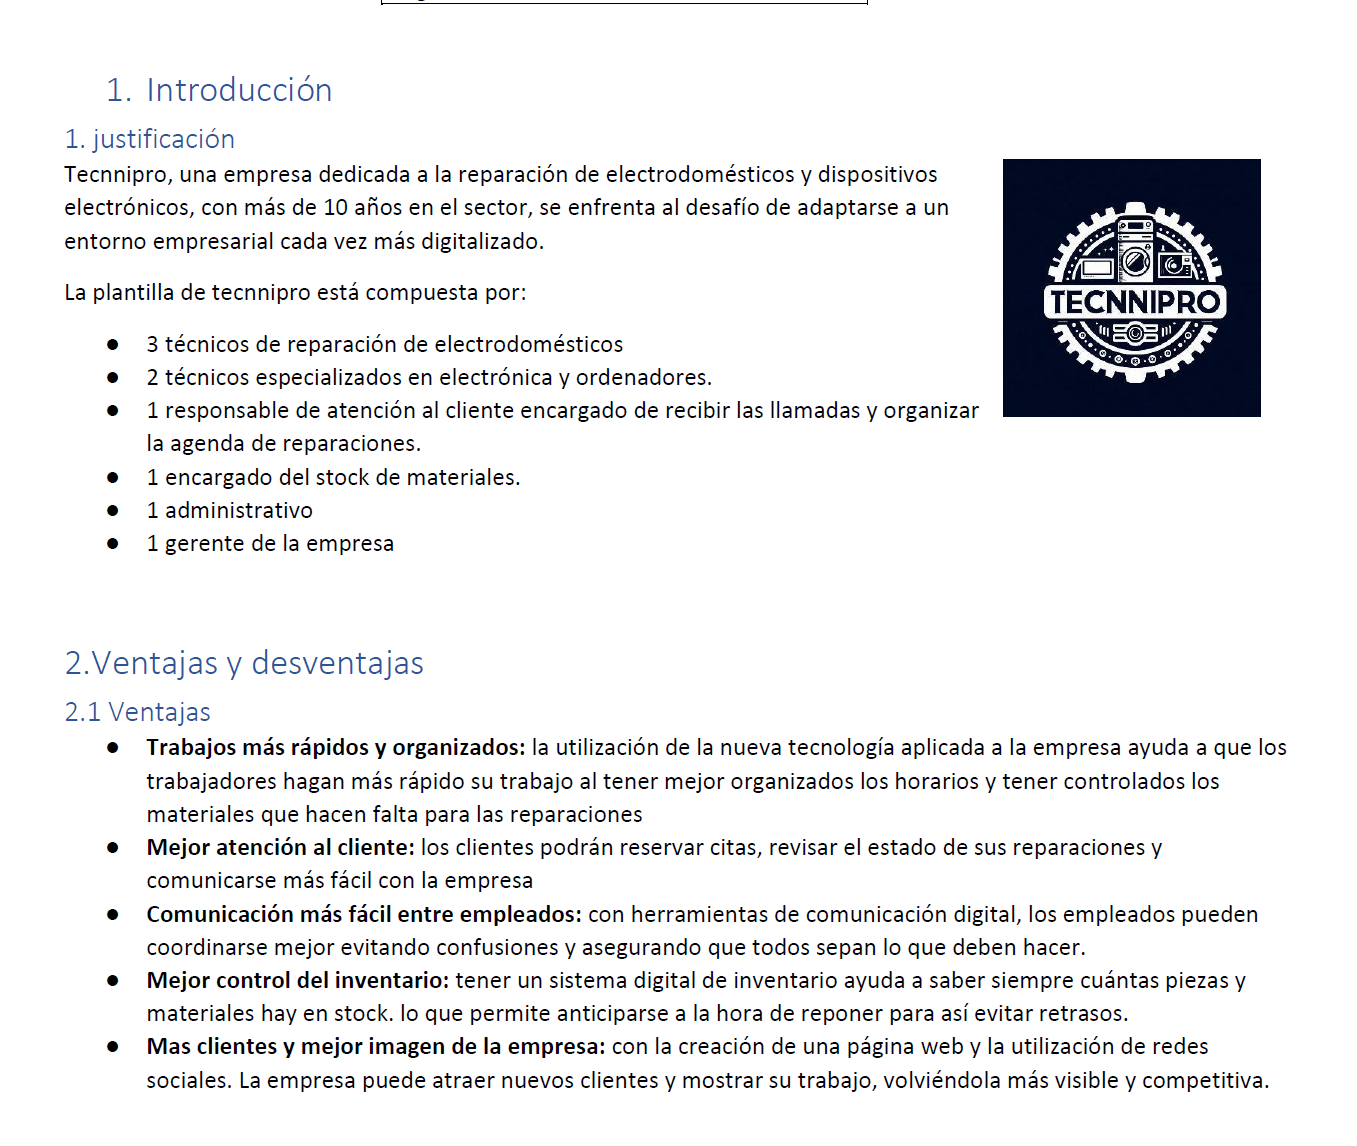 1. Introducción
1. justificación
Tecnnipro, una empresa dedicada a la reparación de electrodomésticos y dispositivos
electrónicos, con más de 10 años en el sector, se enfrenta al desafío de adaptarse a un
entorno empresarial cada vez más digitalizado.
La plantilla de tecnnipro está compuesta por:
● 3 técnicos de reparación de electrodomésticos
● 2 técnicos especializados en electrónica y ordenadores.
● 1 responsable de atención al cliente encargado de recibir las llamadas y organizar
la agenda de reparaciones.
● 1 encargado del stock de materiales.
● 1 administrativo
● 1 gerente de la empresa
TECNNIPRO
2.Ventajas y desventajas
2.1 Ventajas
● Trabajos más rápidos y organizados: la utilización de la nueva tecnología aplicada a la empresa ayuda a que los
trabajadores hagan más rápido su trabajo al tener mejor organizados los horarios y tener controlados los
materiales que hacen falta para las reparaciones
● Mejor atención al cliente: los clientes podrán reservar citas, revisar el estado de sus reparaciones y
comunicarse más fácil con la empresa
● Comunicación más fácil entre empleados: con herramientas de comunicación digital, los empleados pueden
coordinarse mejor evitando confusiones y asegurando que todos sepan lo que deben hacer.
● Mejor control del inventario: tener un sistema digital de inventario ayuda a saber siempre cuántas piezas y
materiales hay en stock. lo que permite anticiparse a la hora de reponer para así evitar retrasos.
● Mas clientes y mejor imagen de la empresa: con la creación de una página web y la utilización de redes
sociales. La empresa puede atraer nuevos clientes y mostrar su trabajo, volviéndola más visible y competitiva.